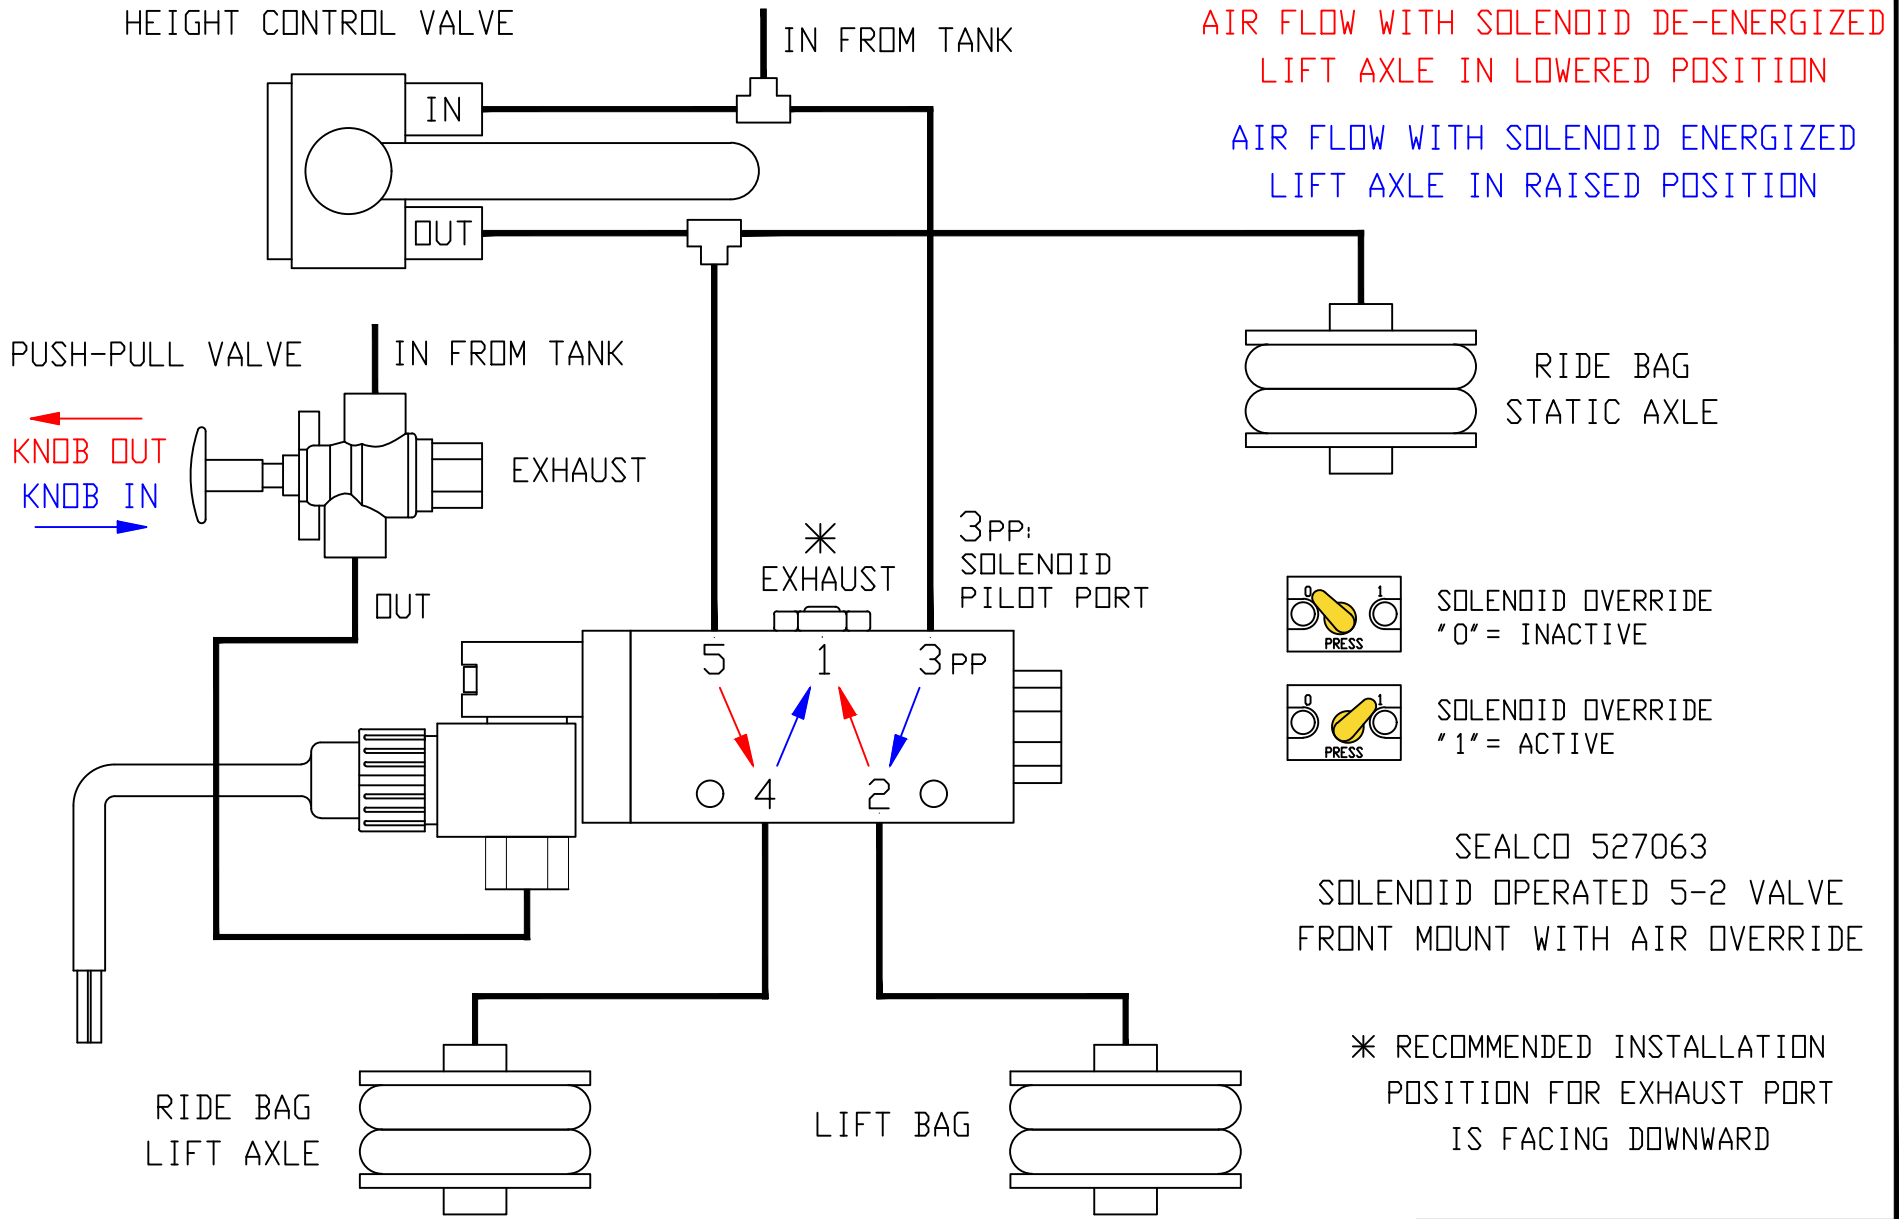 HEIGHT CONTROL VALVE
IN FROM TANK
AIR FLOW WITH SOLENOID DE-ENERGIZED
LIFT AXLE IN LOWERED POSITION
AIR FLOW WITH SOLENOID ENERGIZED
LIFT AXLE IN RAISED POSITION
IN
OUT
PUSH-PULL VALVE
IN FROM TANK
KNOB OUT
KNOB IN
EXHAUST
OUT
RIDE BAG
STATIC AXLE
*
EXHAUST
3PP:
SOLENOID
PILOT PORT
5 1 3PP
4 2
0 1
PRESS
SOLENOID OVERRIDE
"0"= INACTIVE
0 1
PRESS
SOLENOID OVERRIDE
"1"= ACTIVE
SEALCO 527063
SOLENOID OPERATED 5-2 VALVE
FRONT MOUNT WITH AIR OVERRIDE
* RECOMMENDED INSTALLATION
POSITION FOR EXHAUST PORT
IS FACING DOWNWARD
RIDE BAG
LIFT AXLE
LIFT BAG